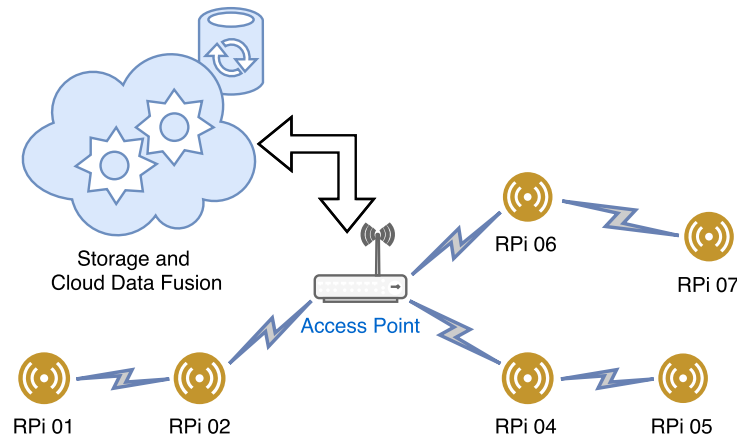 Storage and
Cloud Data Fusion
Access Point
RPi 06
RPi 07
RPi 01
RPi 02
RPi 04
RPi 05